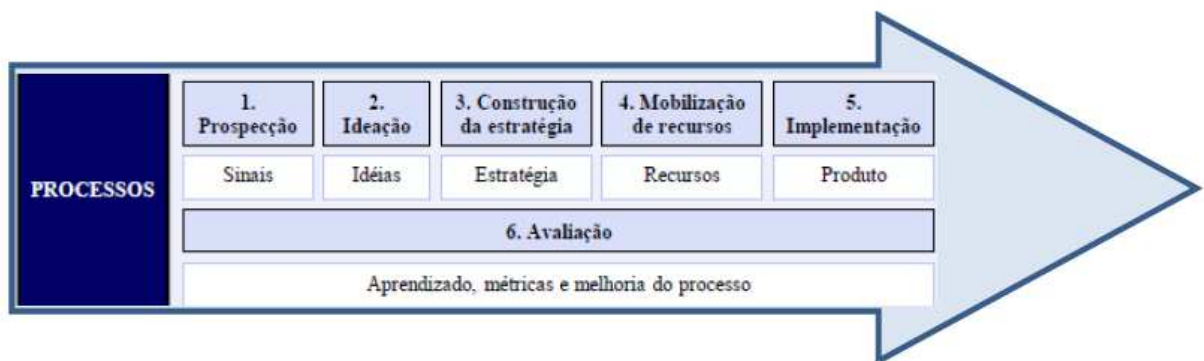 PROCESSOS
1.
Prospecção
2.
Ideação
3. Construção
da estratégia
4. Mobilização
de recursos
5.
Implementação
Sinais
Idéias
Estratégia
Recursos
Produto
6. Avaliação
Aprendizado, métricas e melhoria do processo